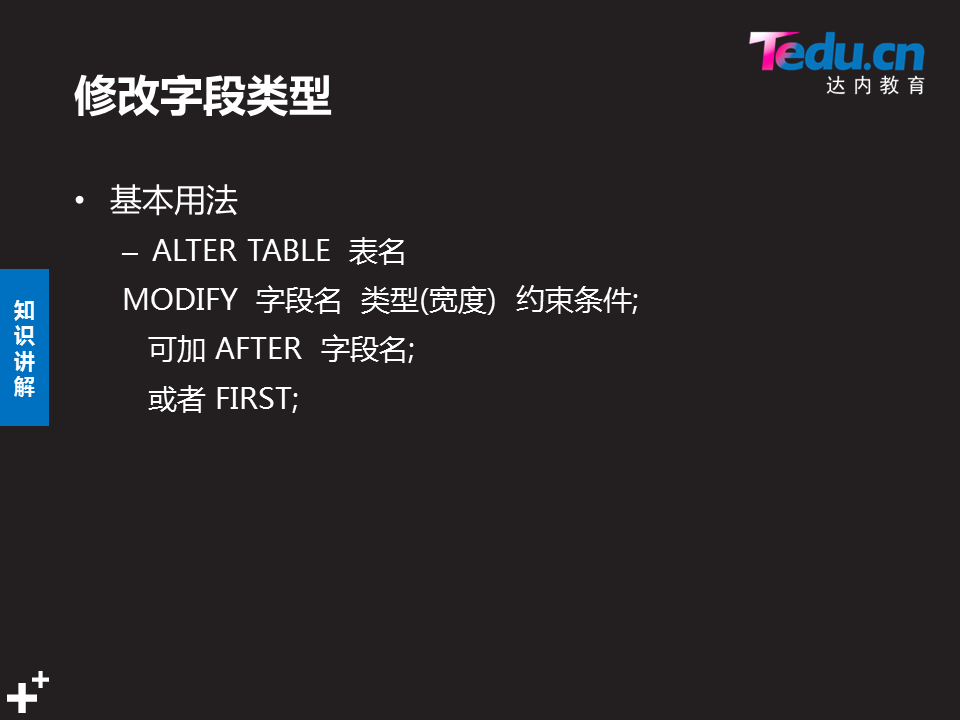 Tedu.cn
达内教育
修改字段类型
• 基本用法
– ALTER TABLE 表名
MODIFY 字段名 类型(宽度) 约束条件;
可加 AFTER 字段名;
或者 FIRST;
知识讲解